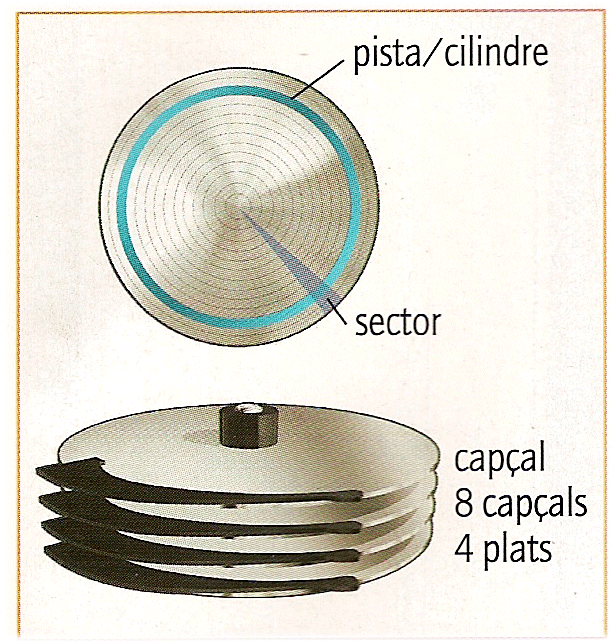 pista/cilindre
sector
capçal
8 capçals
4 plats